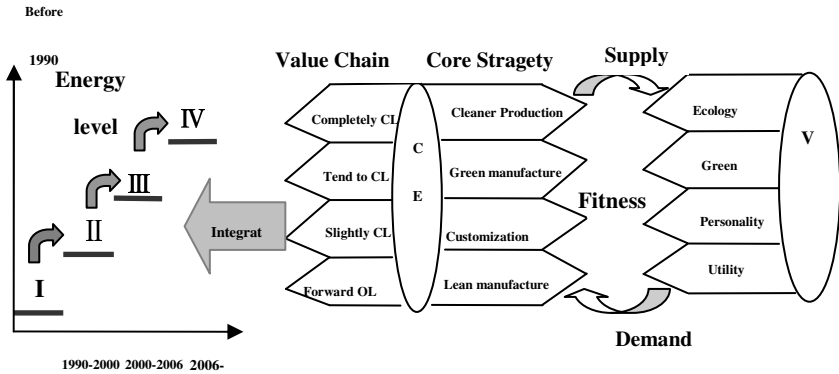 Before
1990
Energy
level
I
II
III
IV
1990-2000 2000-2006 2006-
Integrat
Value Chain
Completely CL
Tend to CL
Slightly CL
Forward OL
C
E
Core Stragety
Cleaner Production
Green manufacture
Customization
Lean manufacture
Supply
Fitness
Demand
Ecology
Green
Personality
Utility
V